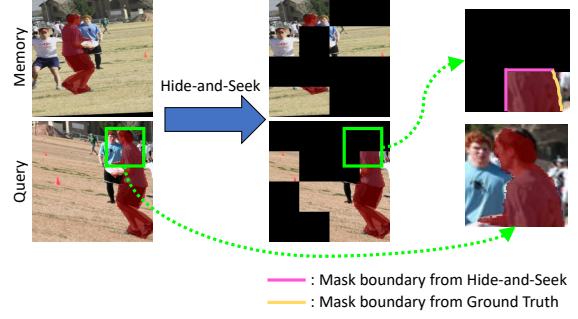 Memory
Hide-and-Seek
Query
: Mask boundary from Hide-and-Seek
: Mask boundary from Ground Truth